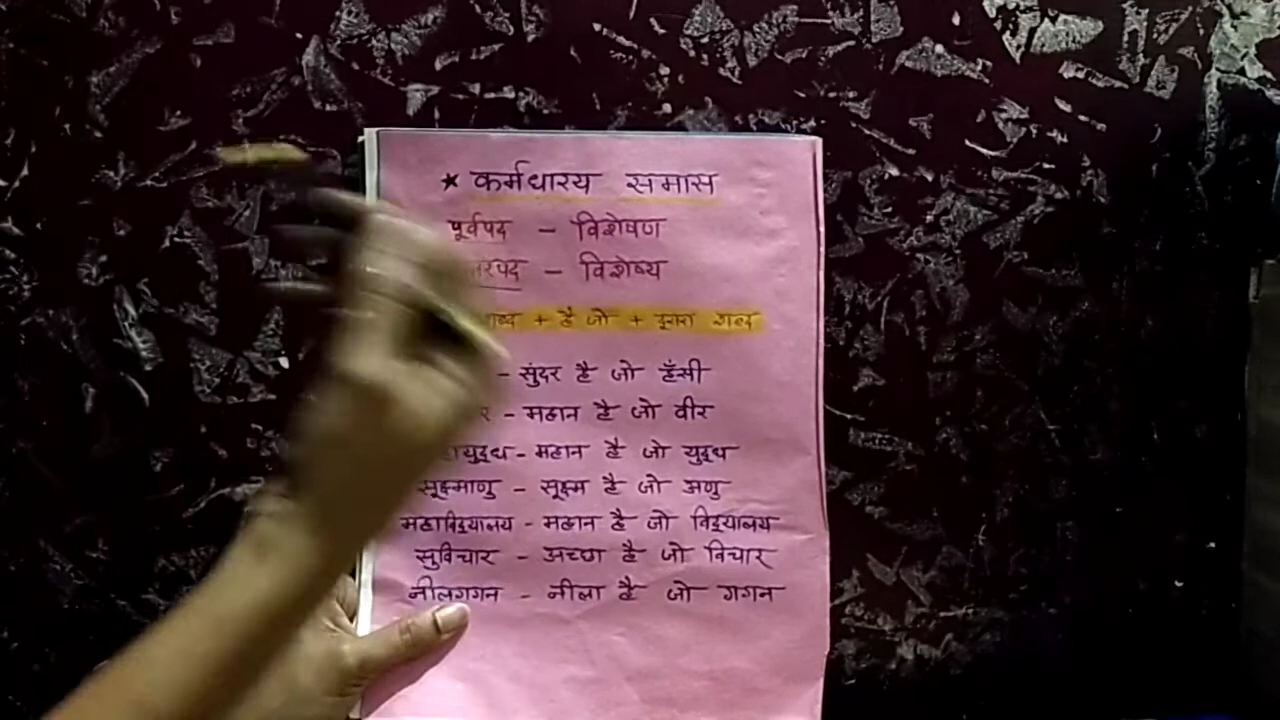 ★ कर्मधारय समास
पूर्वपद - विशेषण
- विशेष्य
+ है जो + दूसरा शब्द
- सुंदर है जो हँसी
- महान है जो वीर
- महान है जो युद्ध
सूक्ष्माणु - सूक्ष्म है जो अणु
महाविद्यालय - महान है जो विद्यालय
सुविचार - अच्छा है जो विचार
नीलगगन - नीला है जो गगन